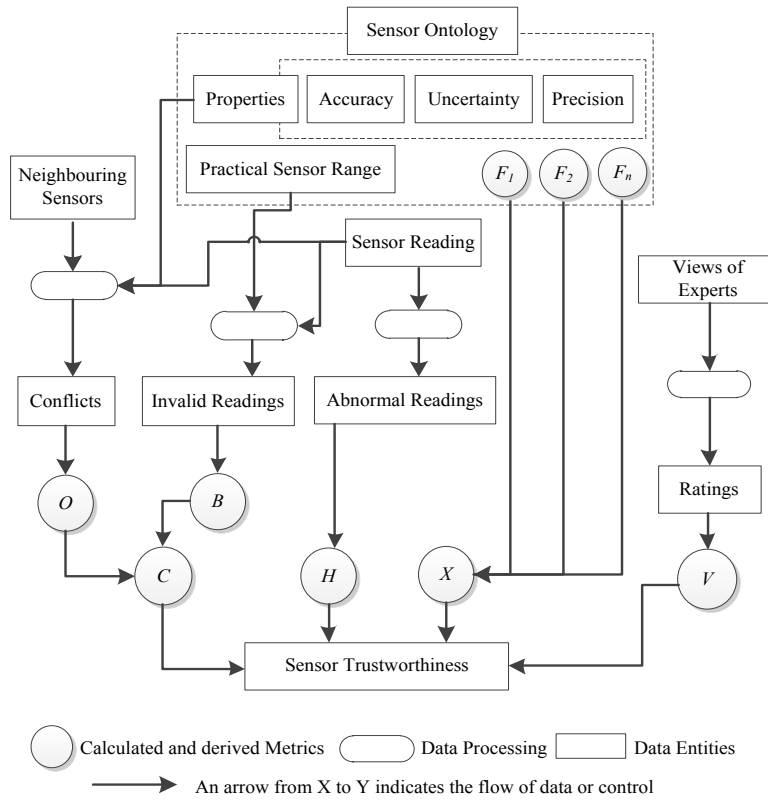 Sensor Ontology
Properties
Accuracy
Uncertainty
Precision
Neighbouring
Sensors
Practical Sensor Range
F1
F2
Fn
Sensor Reading
Views of
Experts
Conflicts
Invalid Readings
Abnormal Readings
Ratings
O
B
C
H
X
V
Sensor Trustworthiness
Calculated and derived Metrics
Data Processing
Data Entities
An arrow from X to Y indicates the flow of data or control